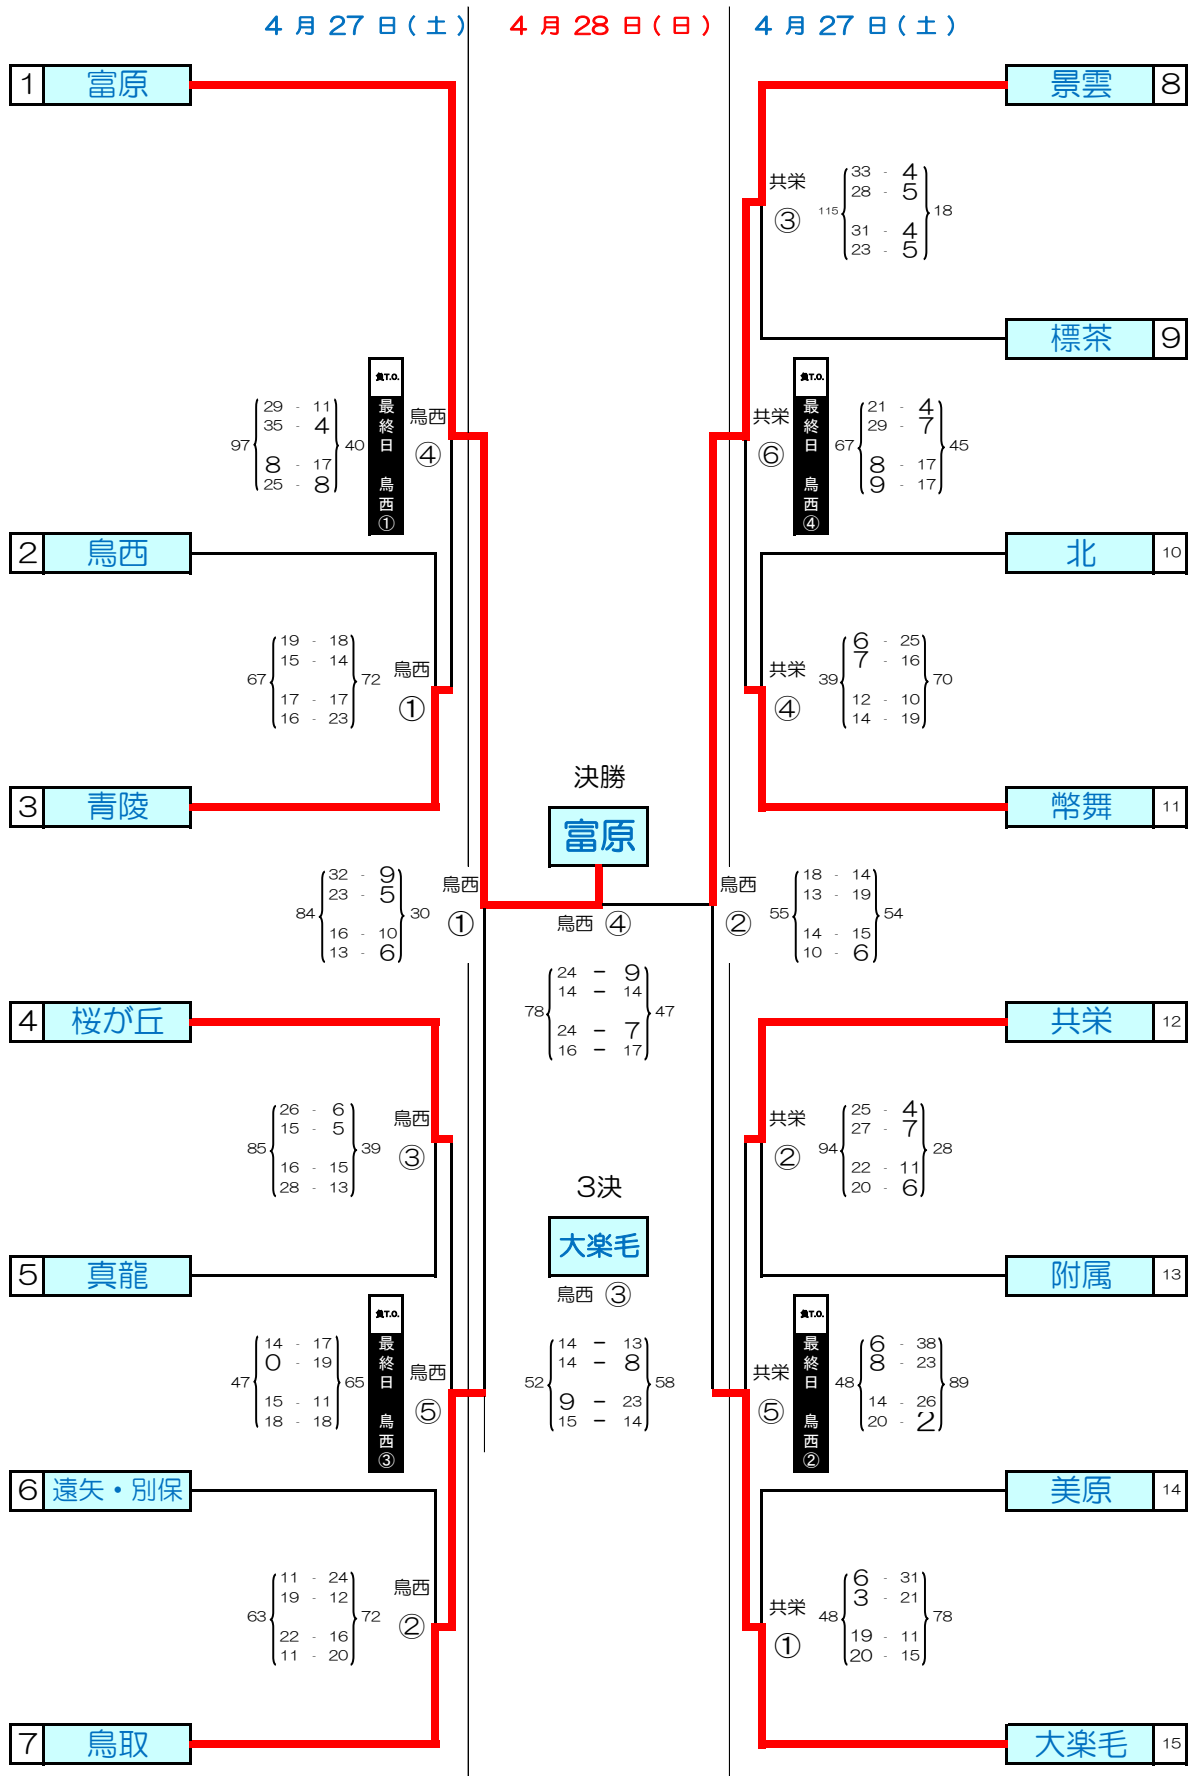 4 月 27 日 ( 土 )
4 月 28 日 ( 日 )
4 月 27 日 ( 土 )
1 富原
景雲 8
共栄
③
115 18
33 - 4
28 - 5
31 - 4
23 - 5
標茶 9
負T.O.
最終日 鳥西①
鳥西
④
97 40
29 - 11
35 - 4
8 - 17
25 - 8
共栄
⑥
負T.O.
最終日 鳥西④
67 45
21 - 4
29 - 7
8 - 17
9 - 17
2 鳥西
北 10
67 72
19 - 18
15 - 14
17 - 17
16 - 23
鳥西
①
共栄
④
39 70
6 - 25
7 - 16
12 - 10
14 - 19
3 青陵
決勝
富原
幣舞 11
84 30
32 - 9
23 - 5
16 - 10
13 - 6
鳥西
①
鳥西 ④
鳥西
②
55 54
18 - 14
13 - 19
14 - 15
10 - 6
78 47
24 - 9
14 - 14
24 - 7
16 - 17
4 桜が丘
共栄 12
85 39
26 - 6
15 - 5
16 - 15
28 - 13
鳥西
③
共栄
②
94 28
25 - 4
27 - 7
22 - 11
20 - 6
3決
大楽毛
鳥西 ③
5 真龍
附属 13
47 65
14 - 17
0 - 19
15 - 11
18 - 18
負T.O.
最終日 鳥西③
鳥西
⑤
52 58
14 - 13
14 - 8
9 - 23
15 - 14
共栄
⑤
負T.O.
最終日 鳥西②
48 89
6 - 38
8 - 23
14 - 26
20 - 2
6 遠矢・別保
美原 14
63 72
11 - 24
19 - 12
22 - 16
11 - 20
鳥西
②
共栄
①
48 78
6 - 31
3 - 21
19 - 11
20 - 15
7 鳥取
大楽毛 15